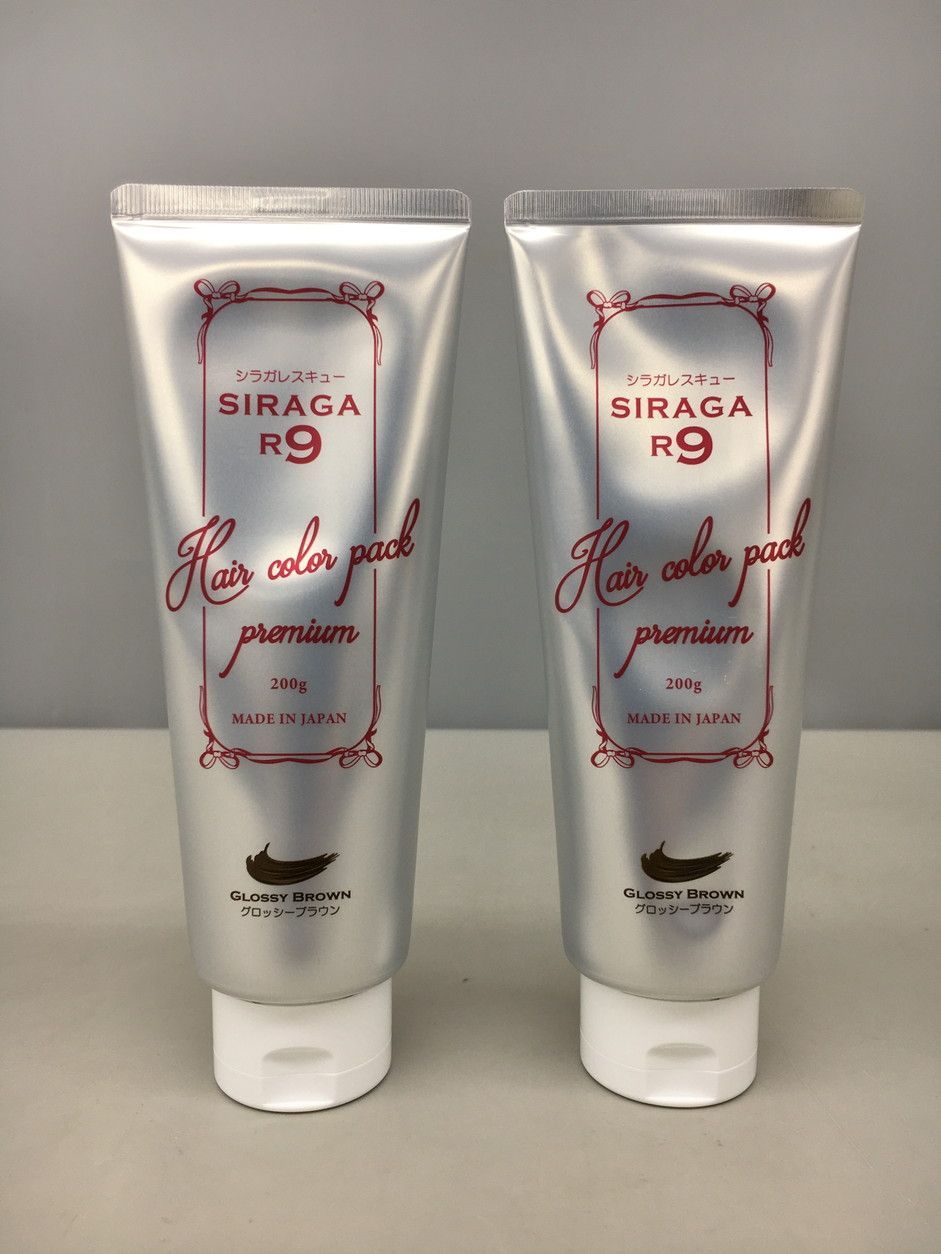 シラガレスキュー
SIRAGA
R9
Hair color pack
premium
200g
MADE IN JAPAN
GLOSSY BROWN
グロッシーブラウン
シラガレスキュー
SIRAGA
R9
Hair color pack
premium
200g
MADE IN JAPAN
GLOSSY BROWN
グロッシーブラウン